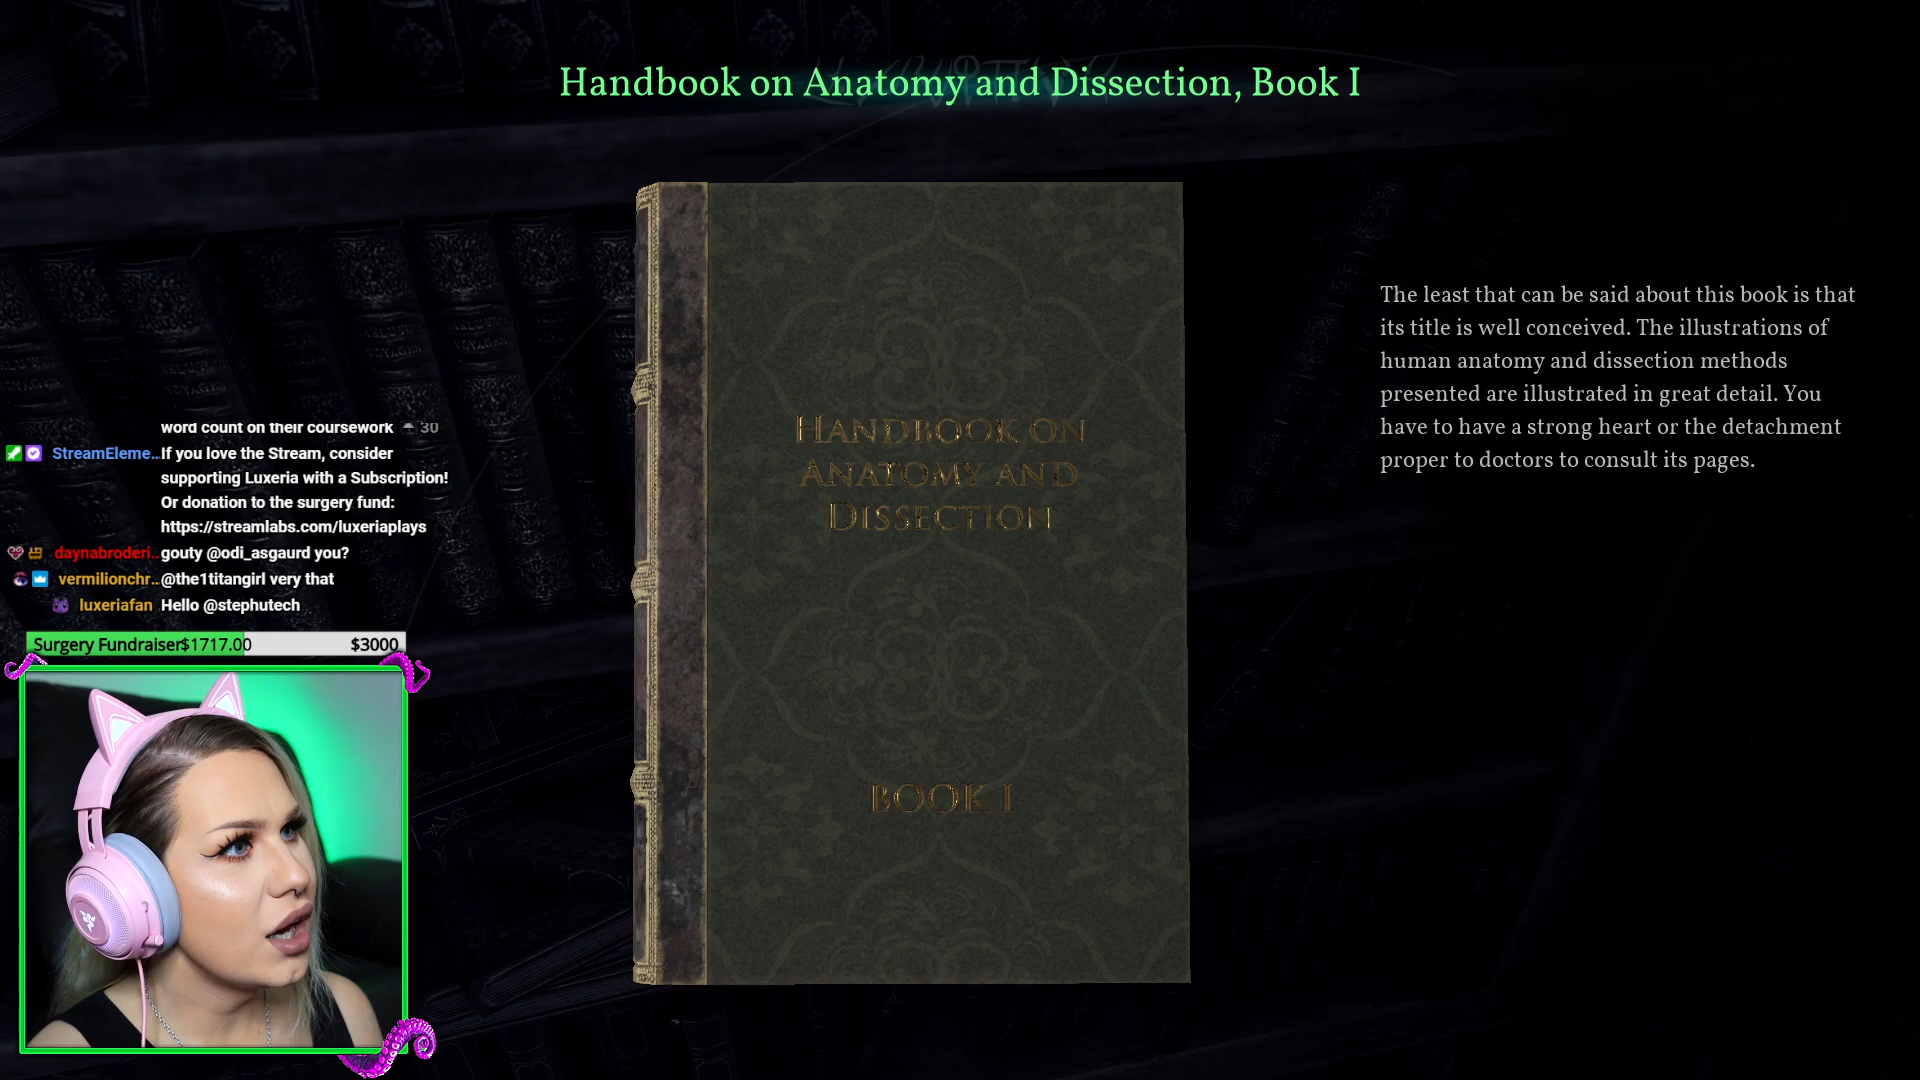 Handbook on Anatomy and Dissection, Book I
HANDBOOK ON
ANATOMY AND
DISSECTION
BOOK I
The least that can be said about this book is that
its title is well conceived. The illustrations of
human anatomy and dissection methods
presented are illustrated in great detail. You
have to have a strong heart or the detachment
proper to doctors to consult its pages.
word count on their coursework 30
StreamEleme... If you love the Stream, consider
supporting Luxeria with a Subscription!
Or donation to the surgery fund:
https://streamlabs.com/luxeriaplays
daynabroderi... gouty @odi_asgaurd you?
vermilionchr... @the1titangirl very that
luxeriafan Hello @stephutech
Surgery Fundraiser $1717.00 $3000